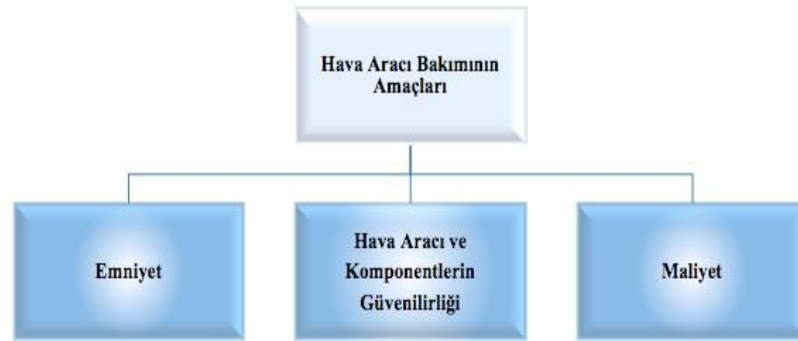 Hava Aracı Bakımının
Amaçları
Emniyet
Hava Aracı ve
Komponentlerin
Güvenilirliği
Maliyet